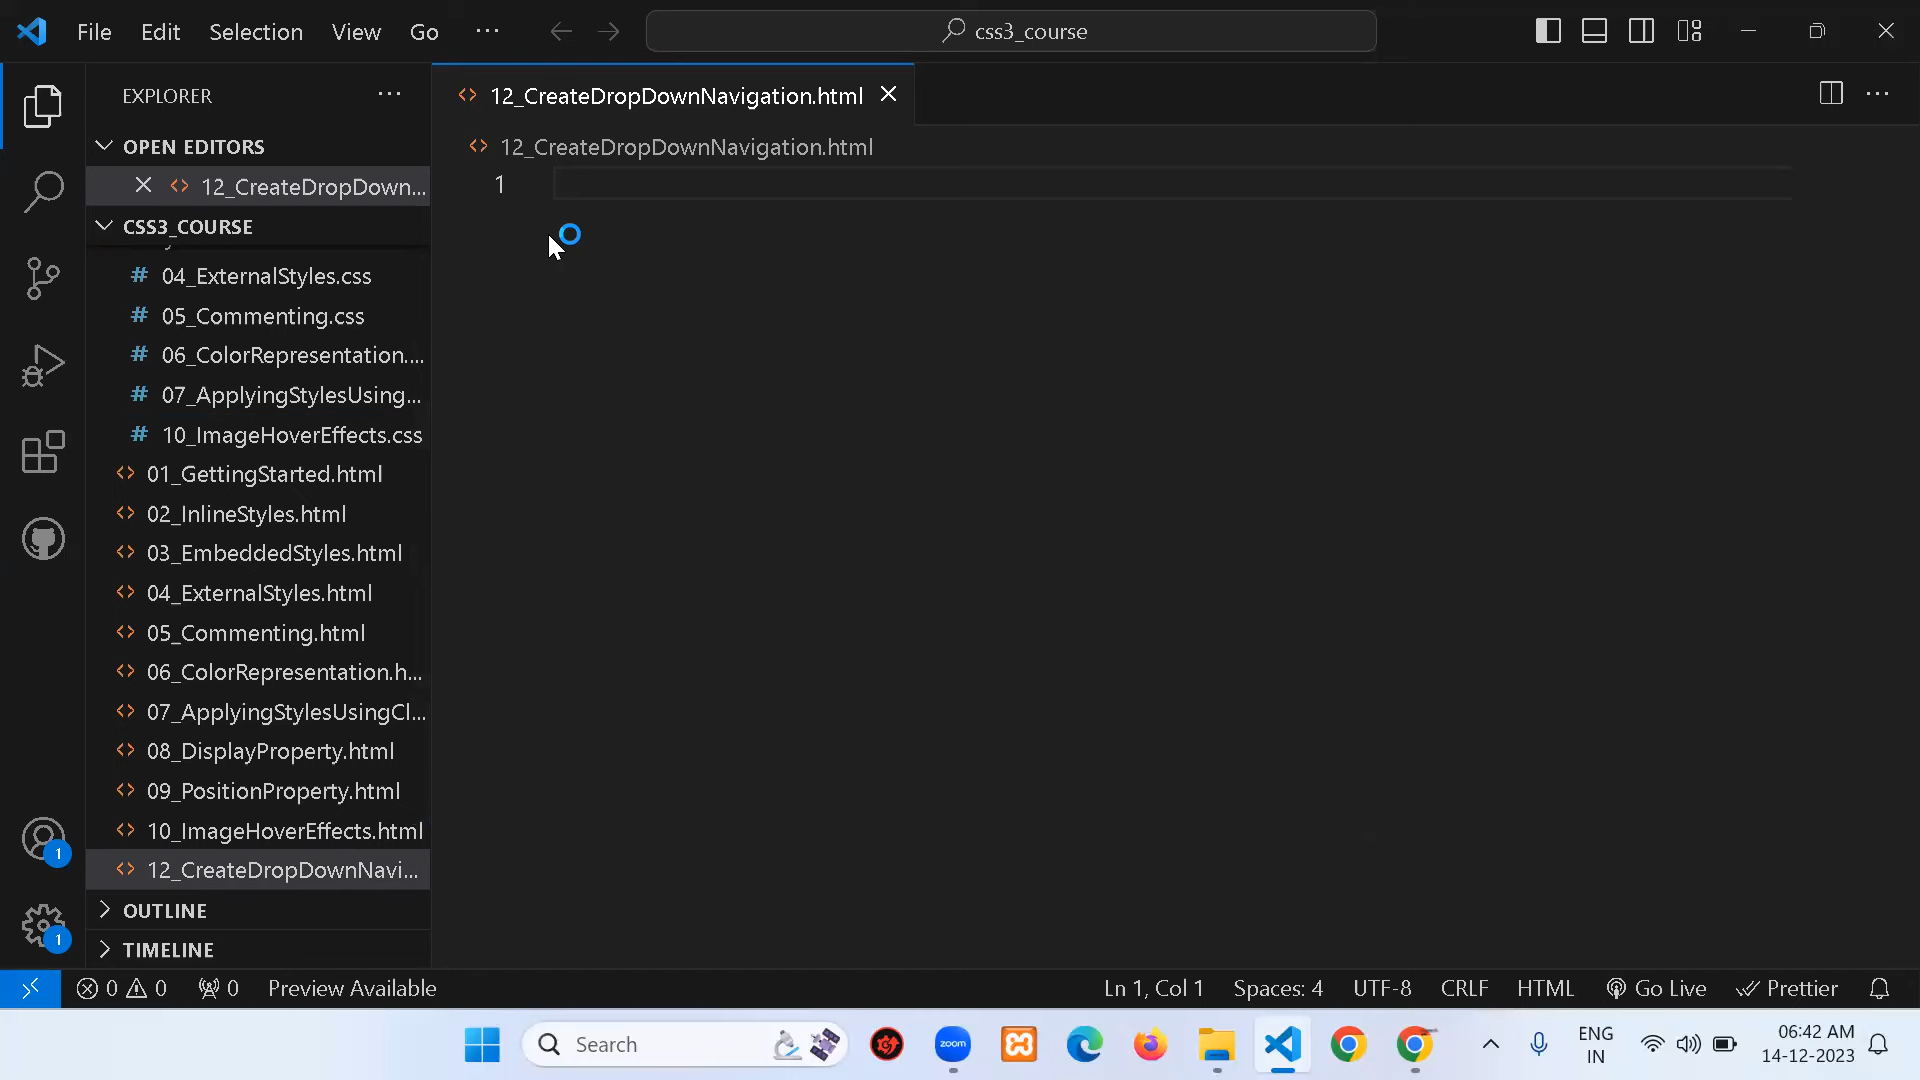 File Edit Selection View Go ··· css3_course
EXPLORER ···
OPEN EDITORS
12_CreateDropDown...
CSS3_COURSE
# 04_ExternalStyles.css
# 05_Commenting.css
# 06_ColorRepresentation....
# 07_ApplyingStylesUsing...
# 10_ImageHoverEffects.css
01_GettingStarted.html
02_InlineStyles.html
03_EmbeddedStyles.html
04_ExternalStyles.html
05_Commenting.html
06_ColorRepresentation.h...
07_ApplyingStylesUsingCl...
08_DisplayProperty.html
09_PositionProperty.html
10_ImageHoverEffects.html
12_CreateDropDownNavi...
OUTLINE
TIMELINE
1
1
12_CreateDropDownNavigation.html
12_CreateDropDownNavigation.html
1
0 0 0 Preview Available Ln 1, Col 1 Spaces: 4 UTF-8 CRLF HTML Go Live Prettier
Search zoom ENG
IN
06:42 AM
14-12-2023